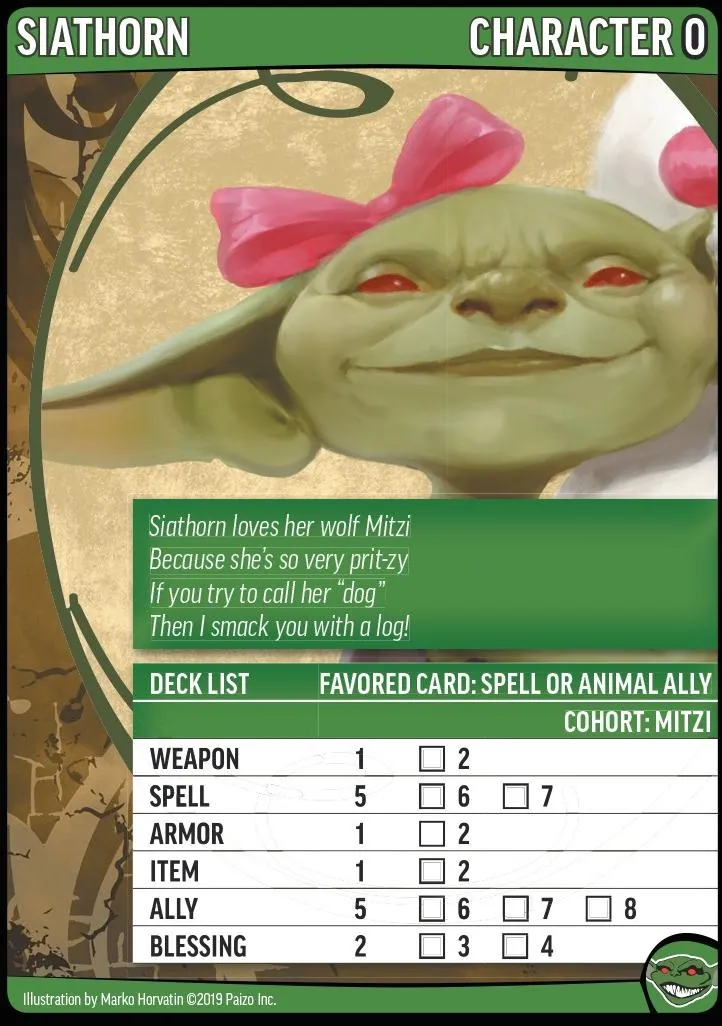 SIATHORN CHARACTER 0
Siathorn loves her wolf Mitzi
Because she's so very prit-zy
If you try to call her “dog”
Then I smack you with a log!
DECK LIST FAVORED CARD: SPELL OR ANIMAL ALLY
COHORT: MITZI
WEAPON 1 ☐ 2
SPELL 5 ☐ 6 ☐ 7
ARMOR 1 ☐ 2
ITEM 1 ☐ 2
ALLY 5 ☐ 6 ☐ 7 ☐ 8
BLESSING 2 ☐ 3 ☐ 4
Illustration by Marko Horvatin ©2019 Paizo Inc.